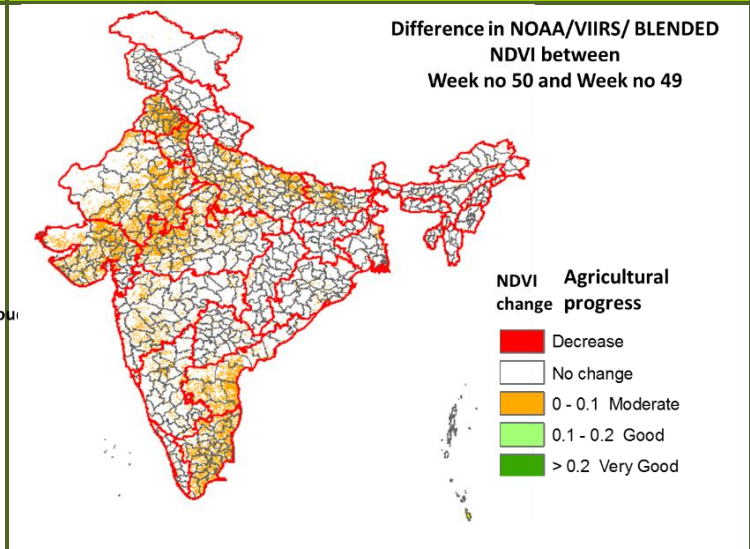 Difference in NOAA/VIIRS/ BLENDED
NDVI between
Week no 50 and Week no 49
NDVI Agricultural
change progress
Decrease
No change
0 - 0.1 Moderate
0.1 - 0.2 Good
> 0.2 Very Good